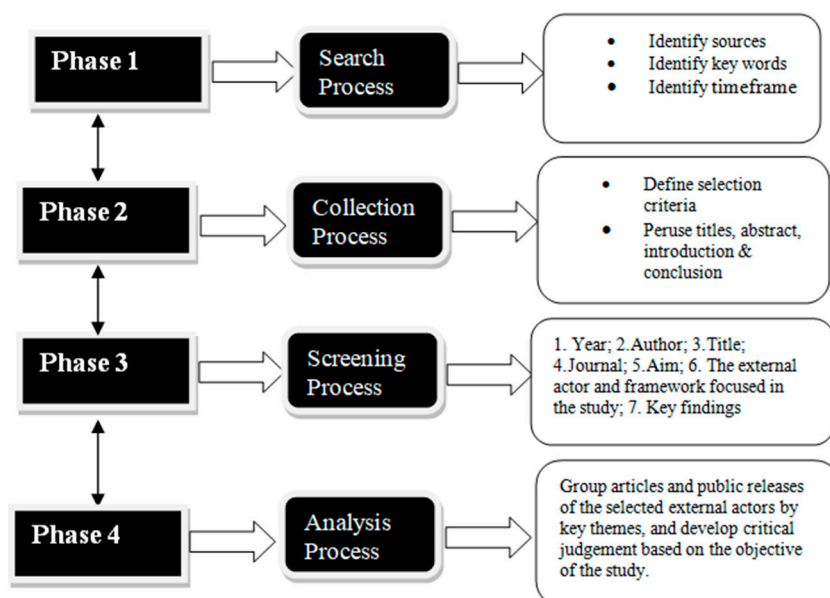 Phase 1
Search
Process
• Identify sources
• Identify key words
• Identify timeframe
Phase 2
Collection
Process
• Define selection
criteria
• Peruse titles, abstract,
introduction &
conclusion
Phase 3
Screening
Process
1. Year; 2.Author; 3.Title;
4.Journal; 5.Aim; 6. The external
actor and framework focused in
the study; 7. Key findings
Phase 4
Analysis
Process
Group articles and public releases
of the selected external actors by
key themes, and develop critical
judgement based on the objective
of the study.